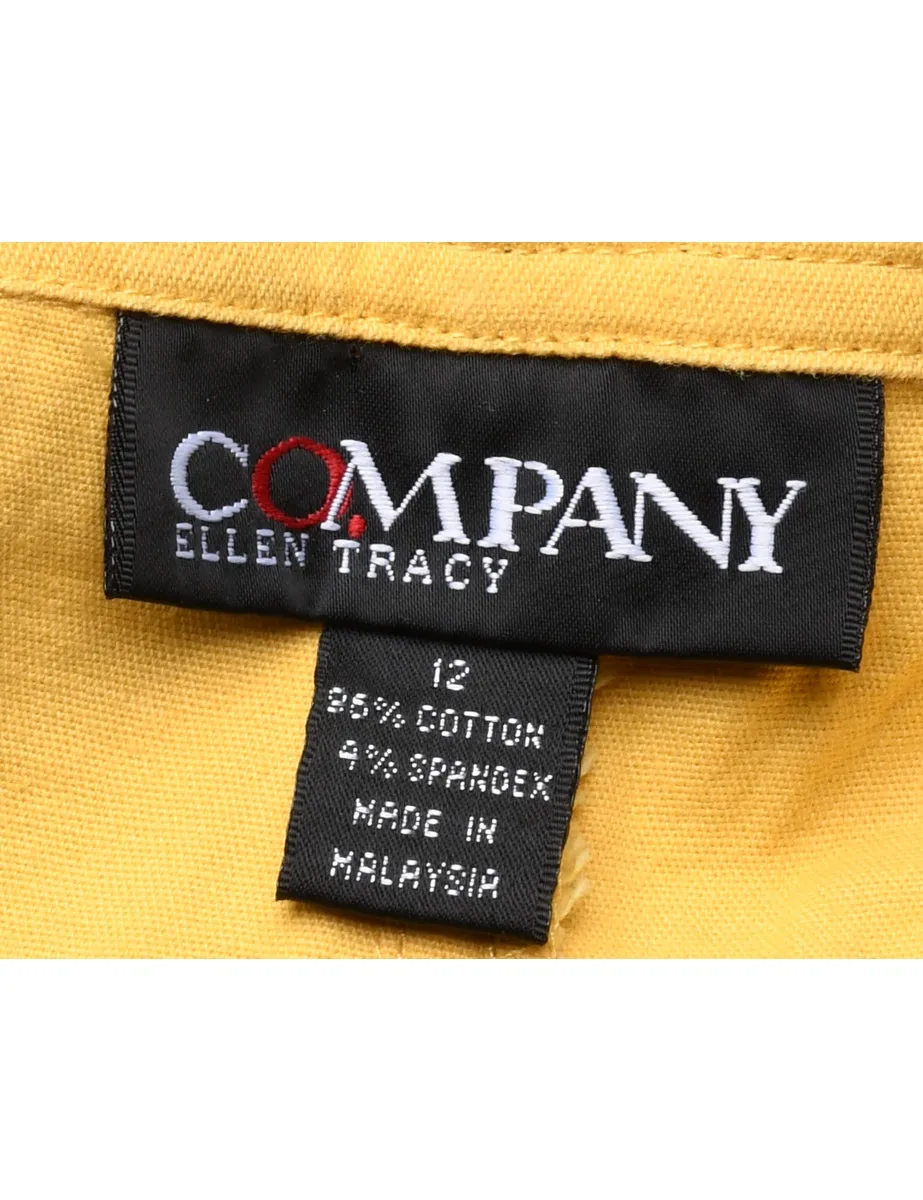 CO.MPANY
ELLEN TRACY
12
96% COTTON
4% SPANDEX
MADE IN
MALAYSIA